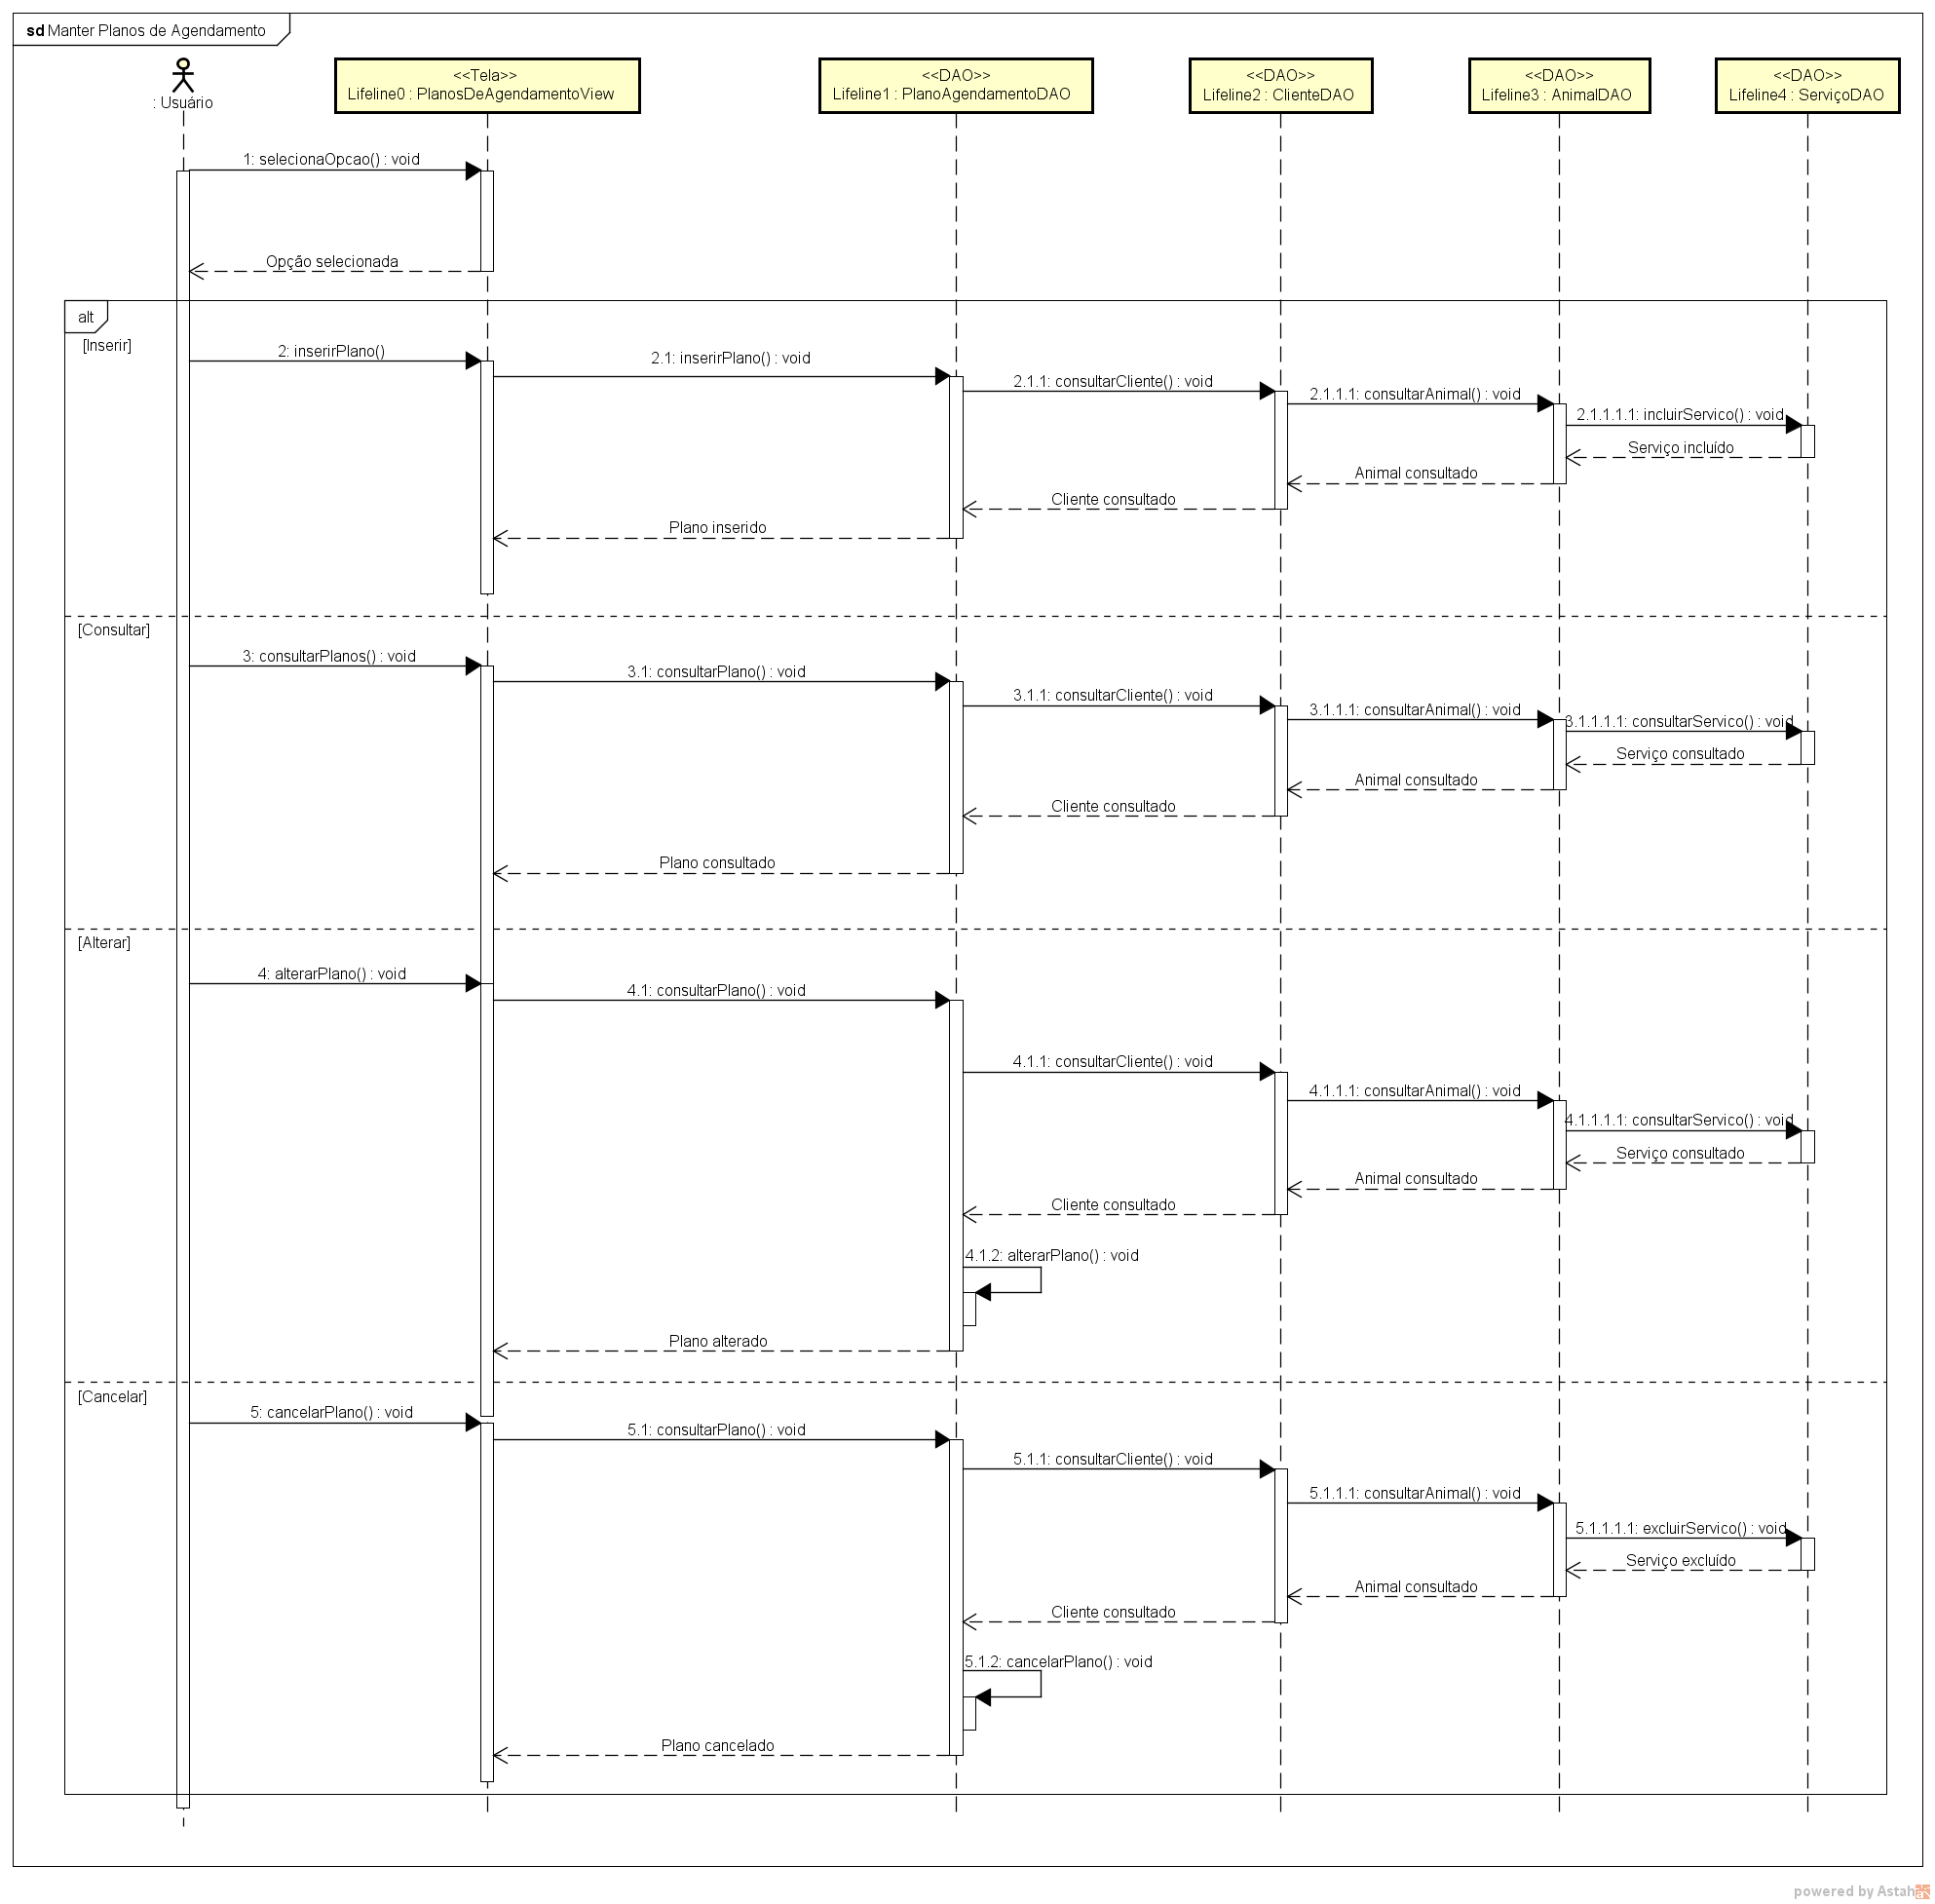 sd Manter Planos de Agendamento
: Usuário
<<Tela>>
Lifeline0 : PlanosDeAgendamentoView
<<DAO>>
Lifeline1 : PlanoAgendamentoDAO
<<DAO>>
Lifeline2 : ClienteDAO
<<DAO>>
Lifeline3 : AnimalDAO
<<DAO>>
Lifeline4 : ServiçoDAO
1: selecionaOpcao() : void
Opção selecionada
alt
[Inserir]
2: inserirPlano()
2.1: inserirPlano() : void
2.1.1: consultarCliente() : void
2.1.1.1: consultarAnimal() : void
2.1.1.1.1: incluirServico() : void
Serviço incluído
Animal consultado
Cliente consultado
Plano inserido
[Consultar]
3: consultarPlanos() : void
3.1: consultarPlano() : void
3.1.1: consultarCliente() : void
3.1.1.1: consultarAnimal() : void
3.1.1.1.1: consultarServico() : void
Serviço consultado
Animal consultado
Cliente consultado
Plano consultado
[Alterar]
4: alterarPlano() : void
4.1: consultarPlano() : void
4.1.1: consultarCliente() : void
4.1.1.1: consultarAnimal() : void
4.1.1.1.1: consultarServico() : void
Serviço consultado
Animal consultado
Cliente consultado
4.1.2: alterarPlano() : void
Plano alterado
[Cancelar]
5: cancelarPlano() : void
5.1: consultarPlano() : void
5.1.1: consultarCliente() : void
5.1.1.1: consultarAnimal() : void
5.1.1.1.1: excluirServico() : void
Serviço excluído
Animal consultado
Cliente consultado
5.1.2: cancelarPlano() : void
Plano cancelado
powered by Astah